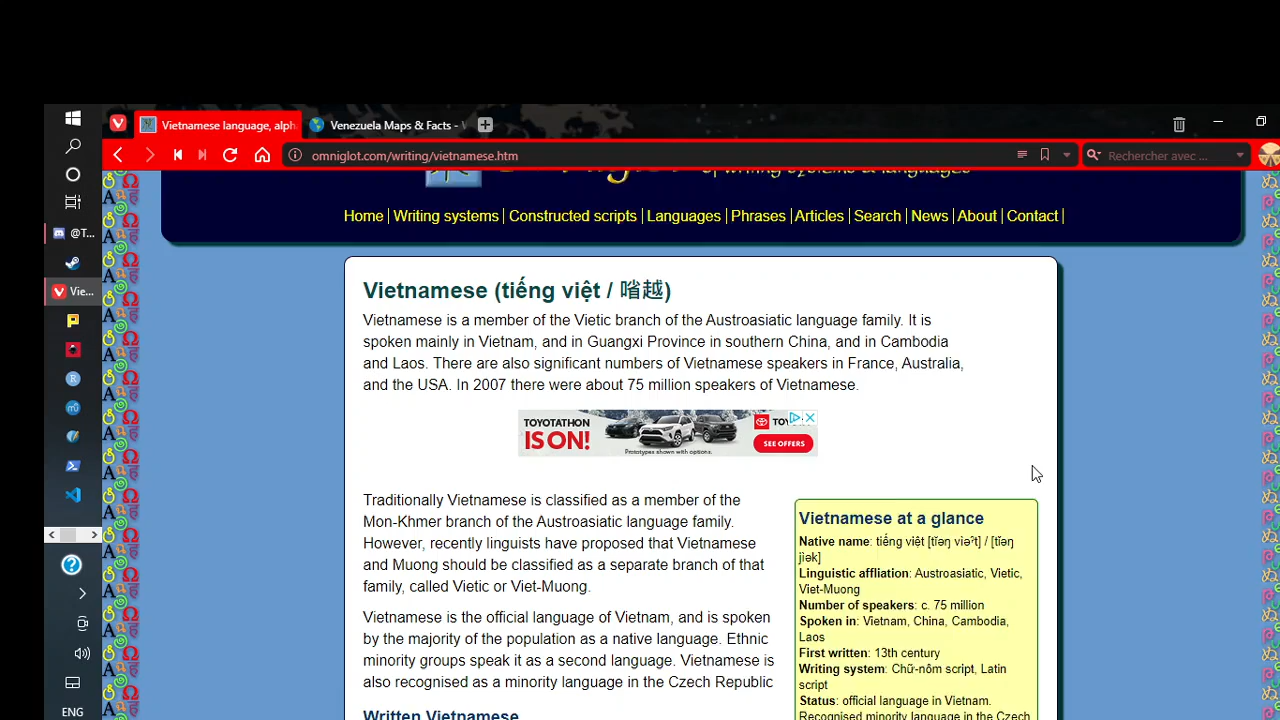 Vietnamese language, alph
Venezuela Maps & Facts -
omniglot.com/writing/vietnamese.htm
Rechercher avec ...
@T...
Vie...
ENG
of writing systems & languages
Home | Writing systems | Constructed scripts | Languages | Phrases | Articles | Search | News | About | Contact |
Vietnamese (tiếng việt / 㗂越)
Vietnamese is a member of the Vietic branch of the Austroasiatic language family. It is
spoken mainly in Vietnam, and in Guangxi Province in southern China, and in Cambodia
and Laos. There are also significant numbers of Vietnamese speakers in France, Australia,
and the USA. In 2007 there were about 75 million speakers of Vietnamese.
TOYOTATHON
IS ON!
TOY
SEE OFFERS
Prototypes shown with options.
Traditionally Vietnamese is classified as a member of the
Mon-Khmer branch of the Austroasiatic language family.
However, recently linguists have proposed that Vietnamese
and Muong should be classified as a separate branch of that
family, called Vietic or Viet-Muong.
Vietnamese is the official language of Vietnam, and is spoken
by the majority of the population as a native language. Ethnic
minority groups speak it as a second language. Vietnamese is
also recognised as a minority language in the Czech Republic
Written Vietnamese
Vietnamese at a glance
Native name: tiếng việt [tĭəŋ vìəˀt] / [tĭəŋ
jìək]
Linguistic affliation: Austroasiatic, Vietic,
Viet-Muong
Number of speakers: c. 75 million
Spoken in: Vietnam, China, Cambodia,
Laos
First written: 13th century
Writing system: Chữ-nôm script, Latin
script
Status: official language in Vietnam.
Recognised minority language in the Czech